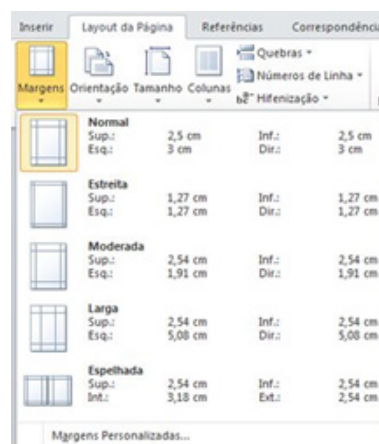 Inserir Layout da Página Referências Correspondênci
Quebras
Números de Linha
Margens Orientação Tamanho Colunas
Hifenização
Normal
Sup.: 2,5 cm Inf.: 2,5 cm
Esq.: 3 cm Dir.: 3 cm
Estreita
Sup.: 1,27 cm Inf.: 1,27 cm
Esq.: 1,27 cm Dir.: 1,27 cm
Moderada
Sup.: 2,54 cm Inf.: 2,54 cm
Esq.: 1,91 cm Dir.: 1,91 cm
Larga
Sup.: 2,54 cm Inf.: 2,54 cm
Esq.: 5,08 cm Dir.: 5,08 cm
Espelhada
Sup.: 2,54 cm Inf.: 2,54 cm
Int.: 3,18 cm Ext.: 2,54 cm
Margens Personalizadas...